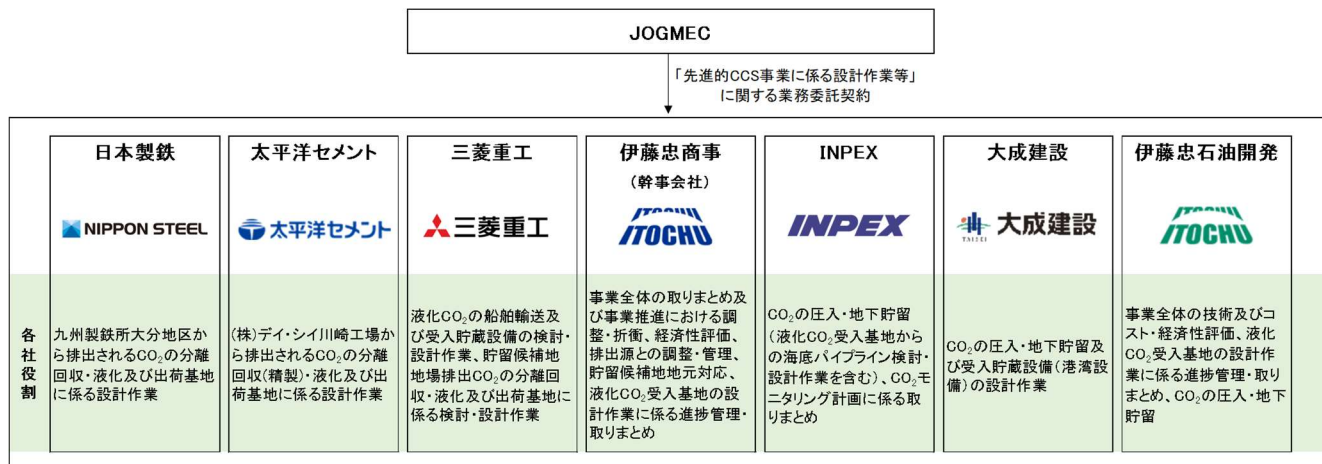 JOGMEC
「先進的CCS事業に係る設計作業等」
に関する業務委託契約
日本製鉄
NIPPON STEEL
九州製鉄所大分地区か
ら排出されるCO₂の分離
回収・液化及び出荷基地
に係る設計作業
太平洋セメント
太平洋セメント
(株)デイ・シイ川崎工場か
ら排出されるCO₂の分離
回収(精製)・液化及び出
荷基地に係る設計作業
三菱重工
三菱重工
液化CO₂の船舶輸送及
び受入貯蔵設備の検討・
設計作業、貯留候補地
地場排出CO₂の分離回
収・液化及び出荷基地に
係る検討・設計作業
伊藤忠商事
(幹事会社)
ITOCHU
ITOCHU
事業全体の取りまとめ及
び事業推進における調
整・折衝、経済性評価、
排出源との調整・管理、
貯留候補地地元対応、
液化CO₂受入基地の設
計作業に係る進捗管理・
取りまとめ
INPEX
INPEX
CO₂の圧入・地下貯留
(液化CO₂受入基地から
の海底パイプライン検討・
設計作業を含む)、CO₂モ
ニタリング計画に係る取
りまとめ
大成建設
TAISEI
大成建設
CO₂の圧入・地下貯留及
び受入貯蔵設備(港湾設
備)の設計作業
伊藤忠石油開発
ITOCHU
ITOCHU
事業全体の技術及びコ
スト・経済性評価、液化
CO₂受入基地の設計作
業に係る進捗管理・取り
まとめ、CO₂の圧入・地下
貯留
各社役割